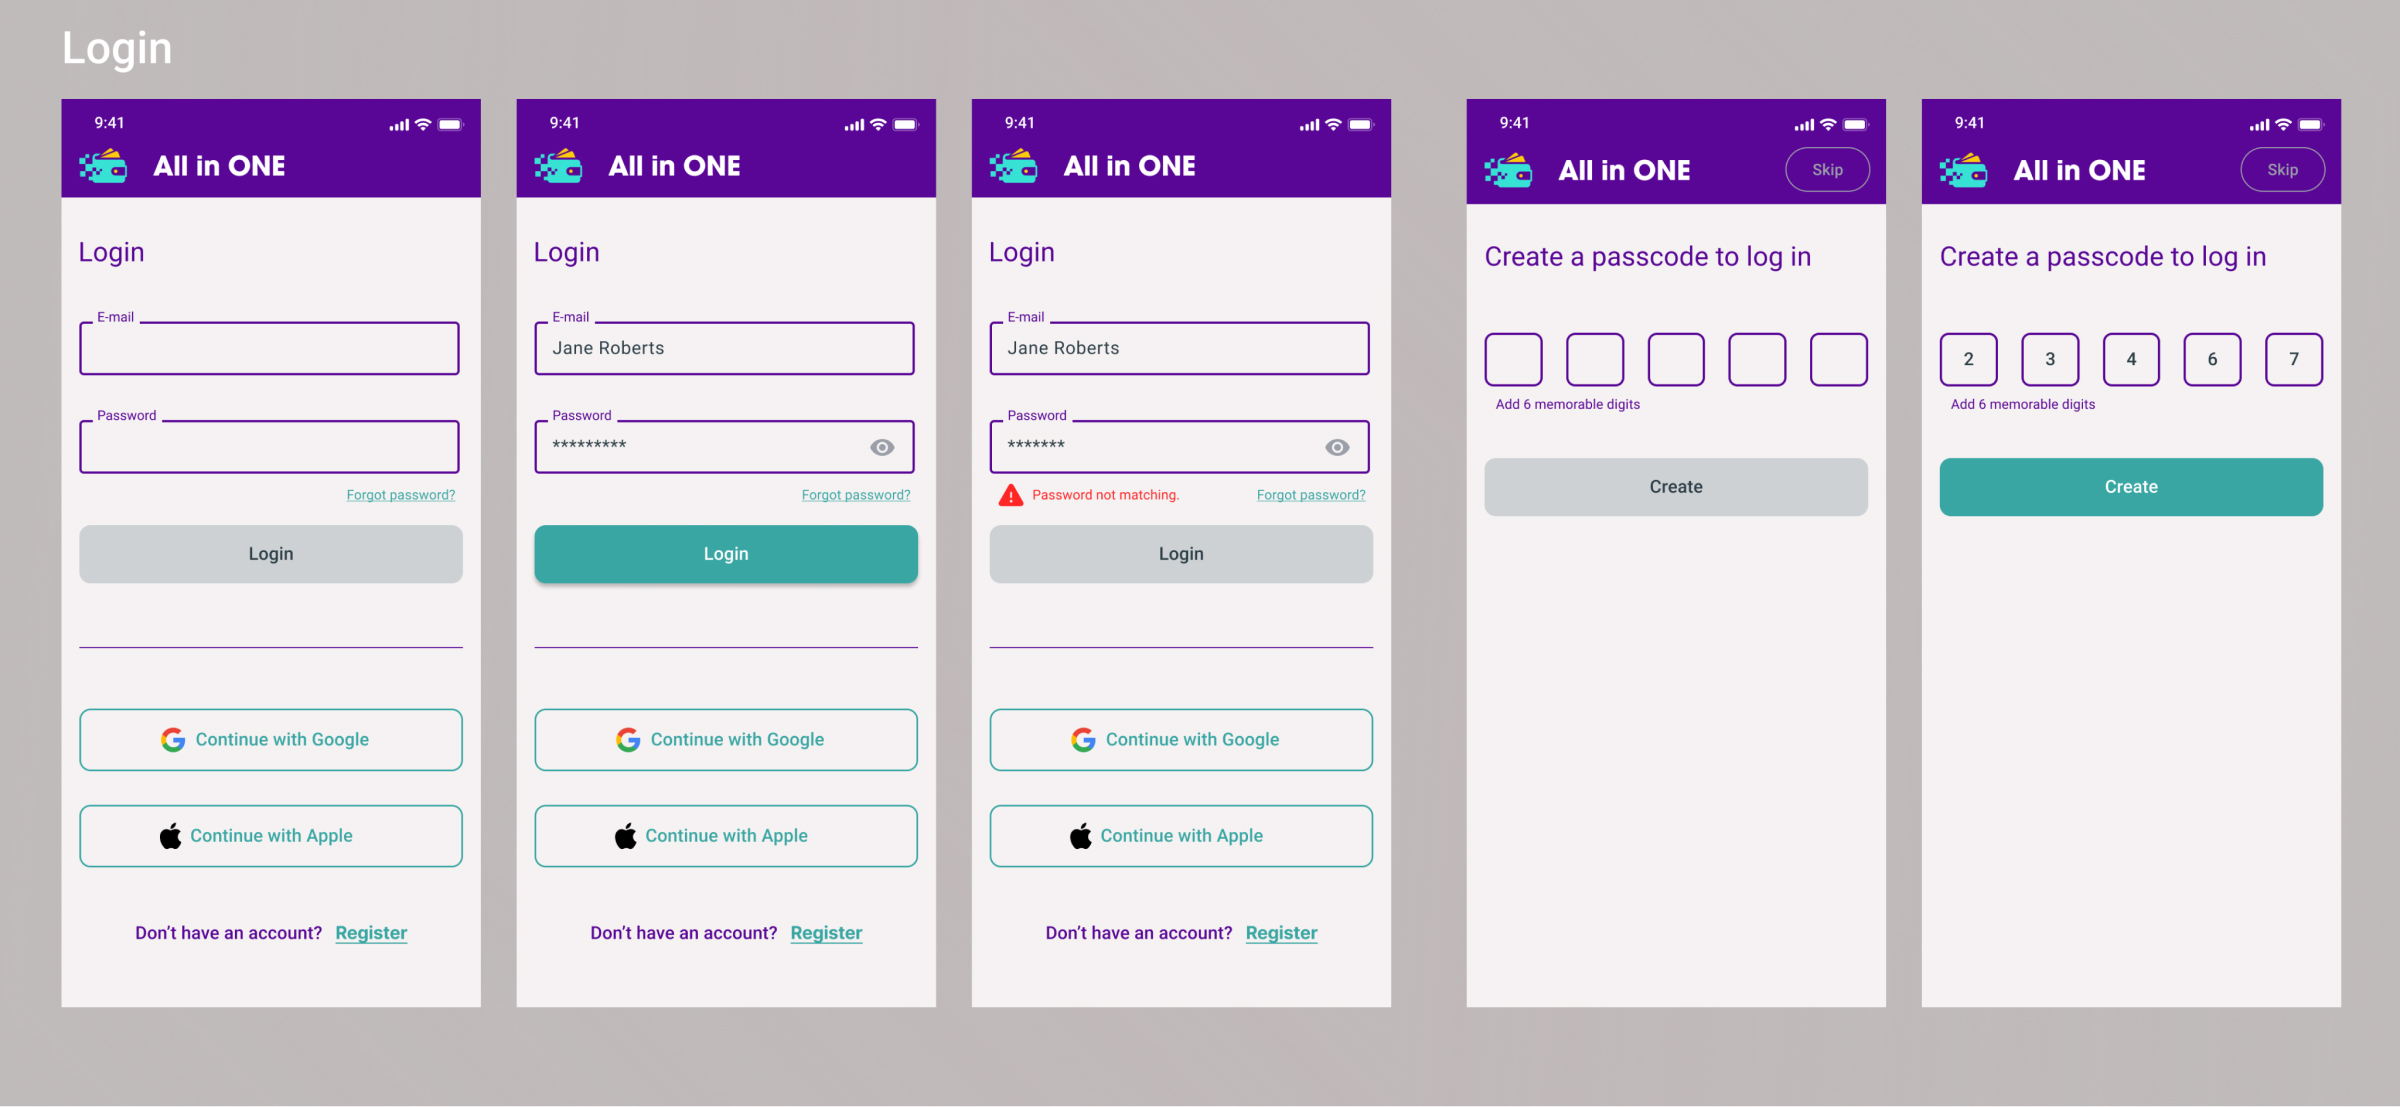 Login
9:41
All in ONE
Login
E-mail
Password
Forgot password?
Login
Continue with Google
Continue with Apple
Don't have an account? Register
9:41
All in ONE
Login
E-mail
Jane Roberts
Password
*********
Forgot password?
Login
Continue with Google
Continue with Apple
Don't have an account? Register
9:41
All in ONE
Login
E-mail
Jane Roberts
Password
*******
Password not matching. Forgot password?
Login
Continue with Google
Continue with Apple
Don't have an account? Register
9:41
All in ONE Skip
Create a passcode to log in
Add 6 memorable digits
Create
9:41
All in ONE Skip
Create a passcode to log in
2 3 4 6 7
Add 6 memorable digits
Create